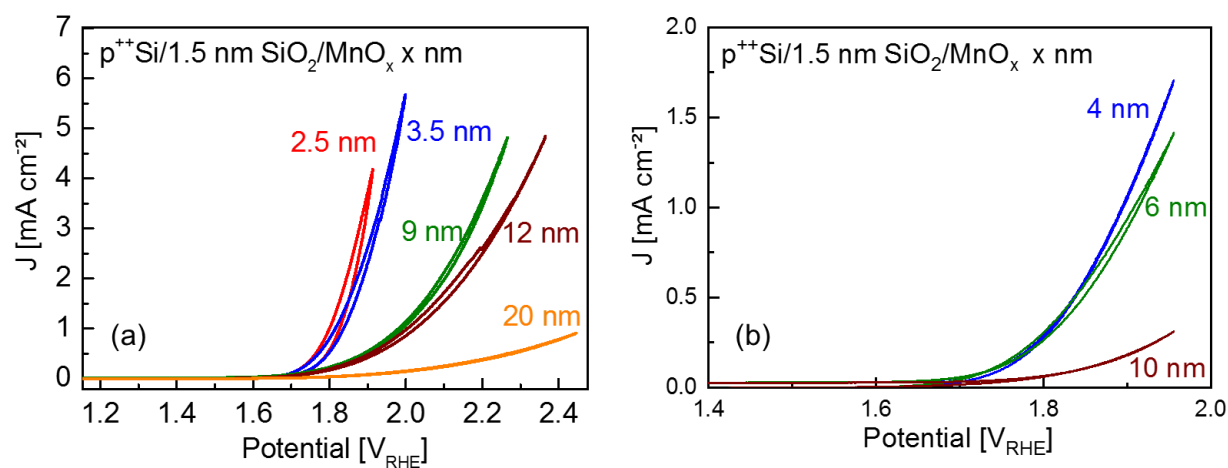 p⁺⁺Si/1.5 nm SiO₂/MnOₓ x nm
7
6
5
4
3
2
1
0
J [mA cm⁻²]
2.5 nm
3.5 nm
9 nm
12 nm
20 nm
(a)
1.2 1.4 1.6 1.8 2.0 2.2 2.4
Potential [V_RHE]
p⁺⁺Si/1.5 nm SiO₂/MnOₓ x nm
2.0
1.5
1.0
0.5
0.0
J [mA cm⁻²]
4 nm
6 nm
10 nm
(b)
1.4 1.6 1.8 2.0
Potential [V_RHE]